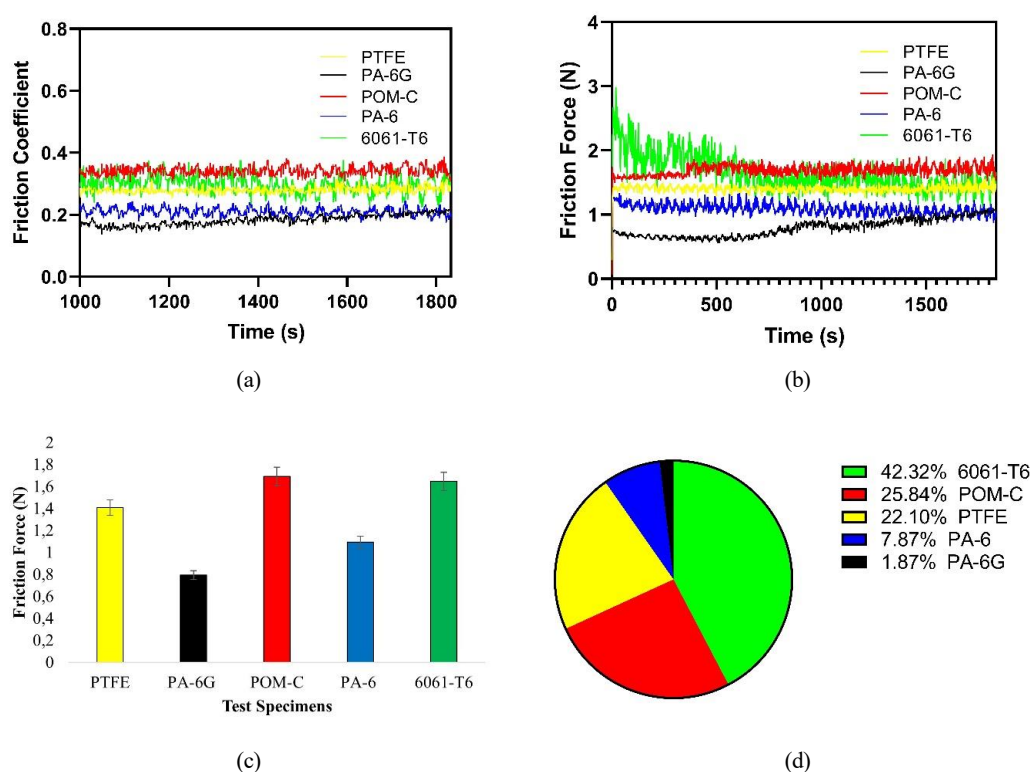 0.8
0.6
0.4
0.2
0.0
Friction Coefficient
PTFE
PA-6G
POM-C
PA-6
6061-T6
1000
1200
1400
1600
1800
Time (s)
(a)
4
3
2
1
0
Friction Force (N)
PTFE
PA-6G
POM-C
PA-6
6061-T6
0
500
1000
1500
Time (s)
(b)
2
1,8
1,6
1,4
1,2
1
0,8
0,6
0,4
0,2
0
Friction Force (N)
PTFE
PA-6G
POM-C
PA-6
6061-T6
Test Specimens
(c)
42.32% 6061-T6
25.84% POM-C
22.10% PTFE
7.87% PA-6
1.87% PA-6G
(d)